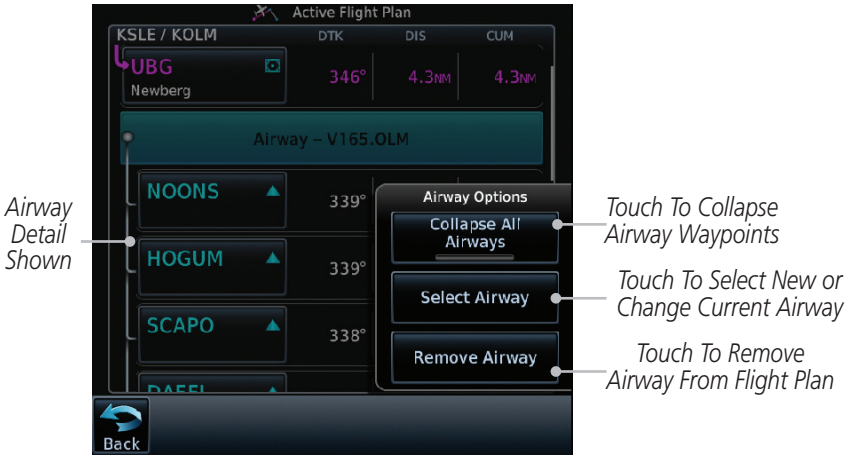 Active Flight Plan
KSLE / KOLM DTK DIS CUM
UBG 346° 4.3NM 4.3NM
Newberg
Airway – V165.OLM
NOONS 339°
HOGUM 339°
SCAPO 338°
Airway Options
Collapse All
Airways
Select Airway
Remove Airway
Back
Airway
Detail
Shown
Touch To Collapse
Airway Waypoints
Touch To Select New or
Change Current Airway
Touch To Remove
Airway From Flight Plan